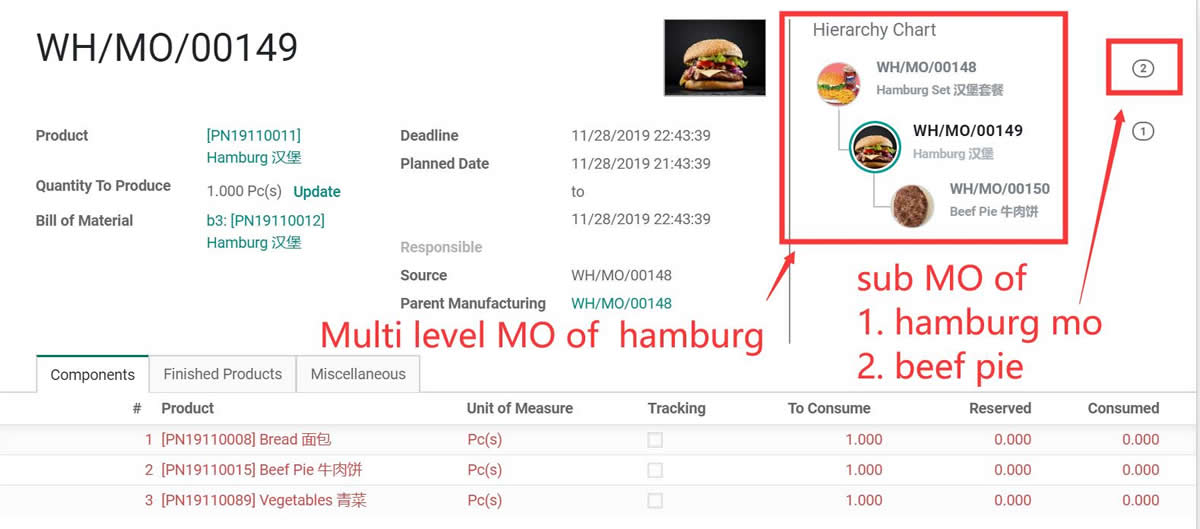 WH/MO/00149
Product
[PN19110011]
Hamburg 汉堡
Quantity To Produce
1.000 Pc(s) Update
Bill of Material
b3: [PN19110012]
Hamburg 汉堡
Deadline
11/28/2019 22:43:39
Planned Date
11/28/2019 21:43:39
to
11/28/2019 22:43:39
Responsible
Source
WH/MO/00148
Parent Manufacturing
WH/MO/00148
Hierarchy Chart
WH/MO/00148
Hamburg Set 汉堡套餐
2
WH/MO/00149
Hamburg 汉堡
1
WH/MO/00150
Beef Pie 牛肉饼
Multi level MO of hamburg
sub MO of
1. hamburg mo
2. beef pie
Components Finished Products Miscellaneous
# Product Unit of Measure Tracking To Consume Reserved Consumed
1 [PN19110008] Bread 面包 Pc(s) 1.000 0.000 0.000
2 [PN19110015] Beef Pie 牛肉饼 Pc(s) 1.000 0.000 0.000
3 [PN19110089] Vegetables 青菜 Pc(s) 1.000 0.000 0.000